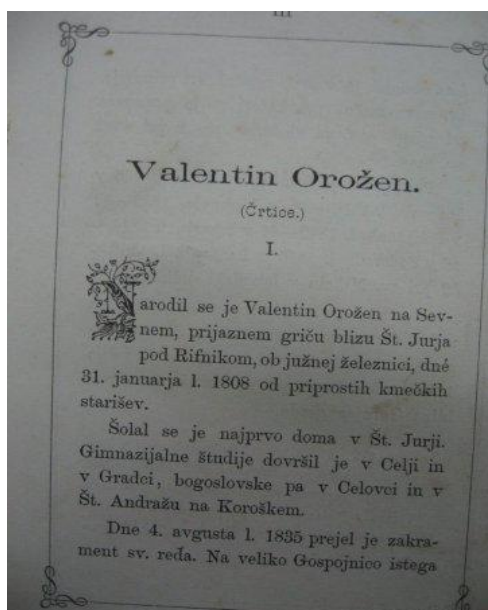 III
Valentin Orožen.
(Črtice.)
I.
Narodil se je Valentin Orožen na Sev-
nem, prijaznem griču blizu Št. Jurja
pod Rifnikom, ob južnej železnici, dné
31. januarja l. 1808 od priprostih kmečkih
starišev.
Šolal se je najprvo doma v Št. Jurji.
Gimnazijalne študije dovršil je v Celji in
v Gradci, bogoslovske pa v Celovci in v
Št. Andražu na Koroškem.
Dne 4. avgusta l. 1835 prejel je zakra-
ment sv. reda. Na veliko Gospojnico istega